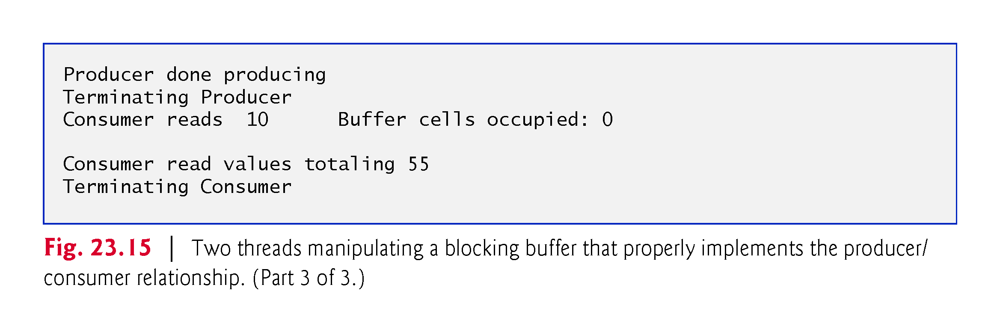 Producer done producing
Terminating Producer
Consumer reads  10      Buffer cells occupied: 0
Consumer read values totaling 55
Terminating Consumer
Fig. 23.15 | Two threads manipulating a blocking buffer that properly implements the producer/
consumer relationship. (Part 3 of 3.)